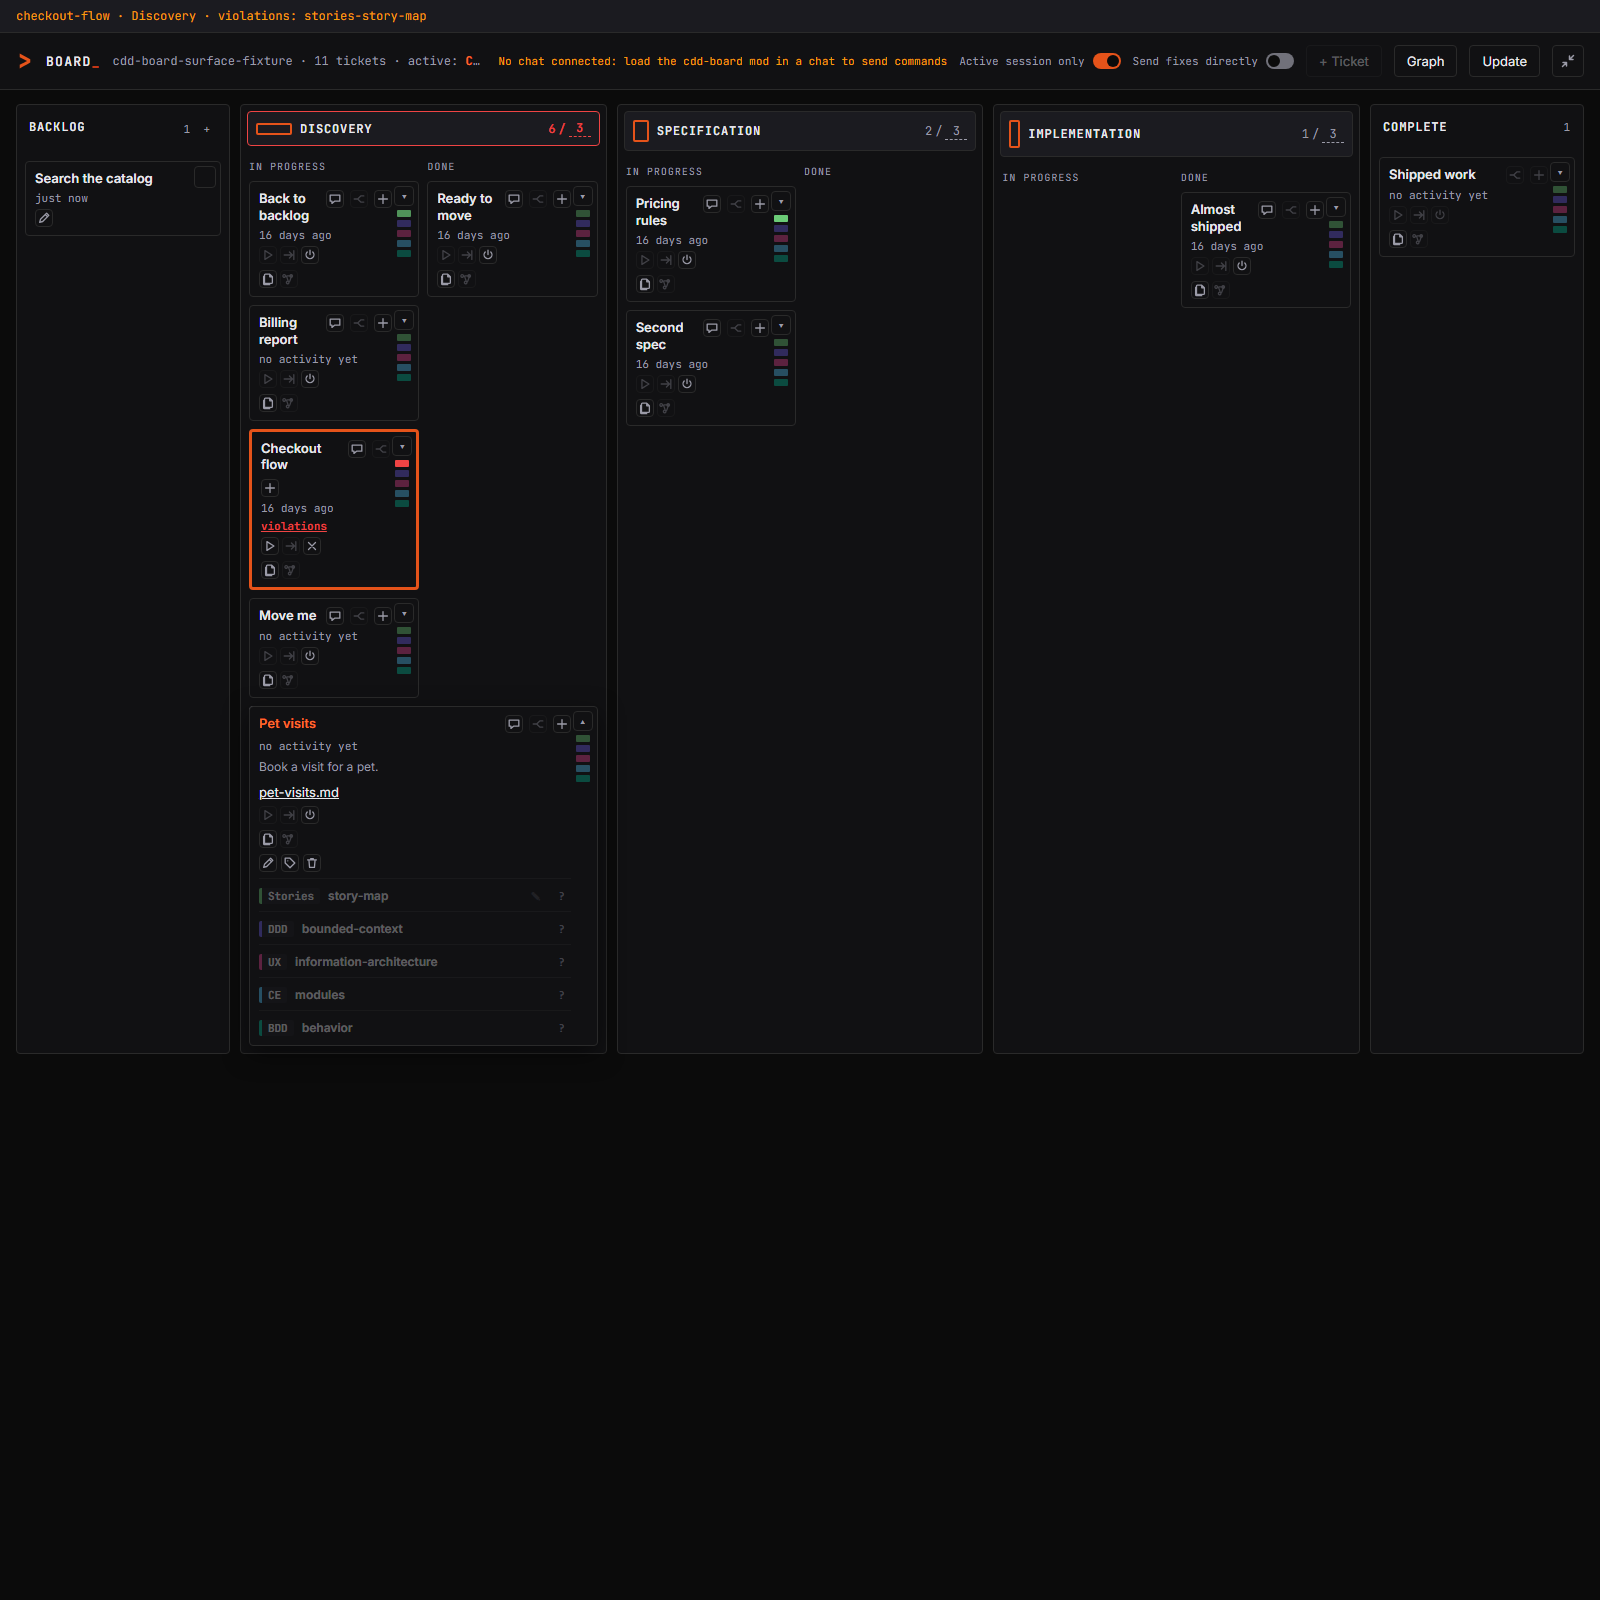 checkout-flow · Discovery · violations: stories-story-map
> BOARD_ cdd-board-surface-fixture · 11 tickets · active: C… No chat connected: load the cdd-board mod in a chat to send commands Active session only Send fixes directly + Ticket Graph Update
BACKLOG 1 +
Search the catalog
just now
DISCOVERY 6 / 3
IN PROGRESS DONE
Back to backlog
16 days ago
Ready to move
16 days ago
Billing report
no activity yet
Checkout flow
16 days ago
violations
Move me
no activity yet
Pet visits
no activity yet
Book a visit for a pet.
pet-visits.md
Stories story-map ?
DDD bounded-context ?
UX information-architecture ?
CE modules ?
BDD behavior ?
SPECIFICATION 2 / 3
IN PROGRESS DONE
Pricing rules
16 days ago
Second spec
16 days ago
IMPLEMENTATION 1 / 3
IN PROGRESS DONE
Almost shipped
16 days ago
COMPLETE 1
Shipped work
no activity yet